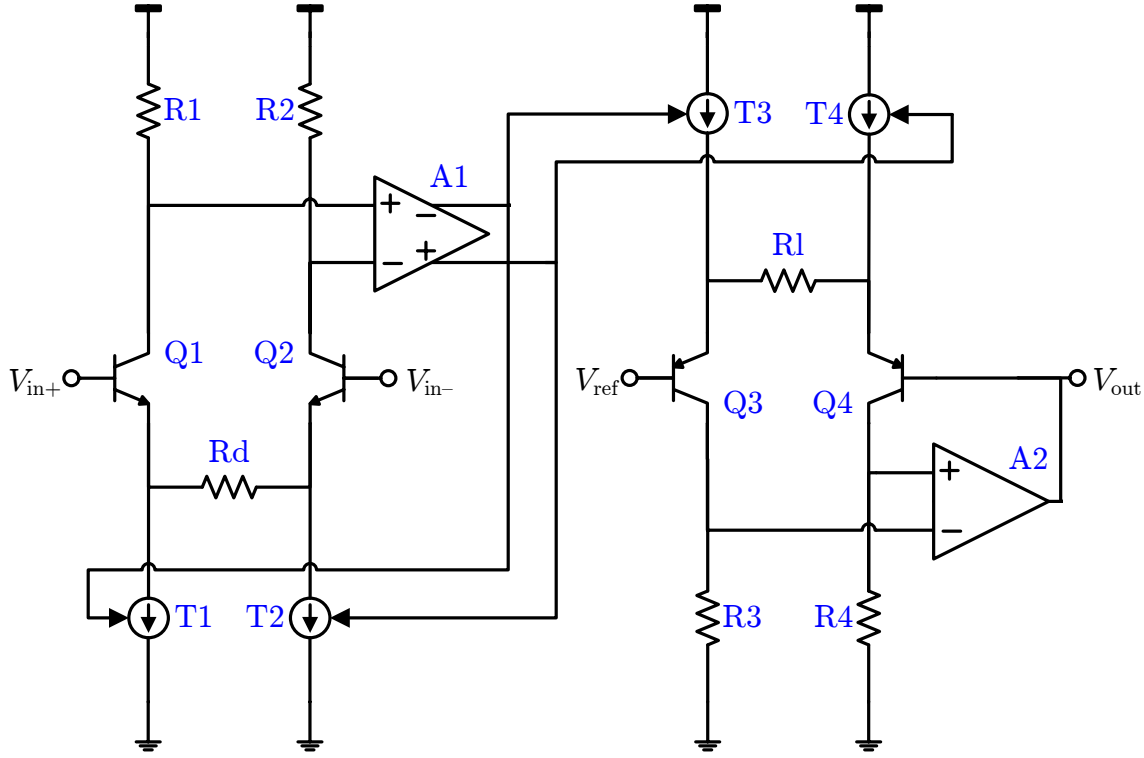 R1
R2
T3
T4
A1
+
−
−
+
Rl
Q1
Q2
V_in+
V_in−
V_ref
V_out
Q3
Q4
Rd
A2
+
−
T1
T2
R3
R4